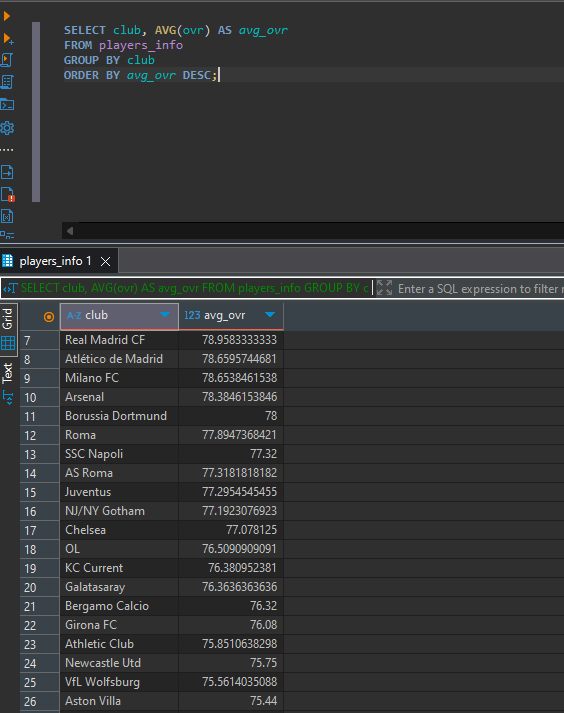 SELECT club, AVG(ovr) AS avg_ovr
FROM players_info
GROUP BY club
ORDER BY avg_ovr DESC;
players_info 1
SELECT club, AVG(ovr) AS avg_ovr FROM players_info GROUP BY c
Enter a SQL expression to filter r
Grid
Text
A-Z club 123 avg_ovr
7 Real Madrid CF 78.9583333333
8 Atlético de Madrid 78.6595744681
9 Milano FC 78.6538461538
10 Arsenal 78.3846153846
11 Borussia Dortmund 78
12 Roma 77.8947368421
13 SSC Napoli 77.32
14 AS Roma 77.3181818182
15 Juventus 77.2954545455
16 NJ/NY Gotham 77.1923076923
17 Chelsea 77.078125
18 OL 76.5090909091
19 KC Current 76.380952381
20 Galatasaray 76.3636363636
21 Bergamo Calcio 76.32
22 Girona FC 76.08
23 Athletic Club 75.8510638298
24 Newcastle Utd 75.75
25 VfL Wolfsburg 75.5614035088
26 Aston Villa 75.44